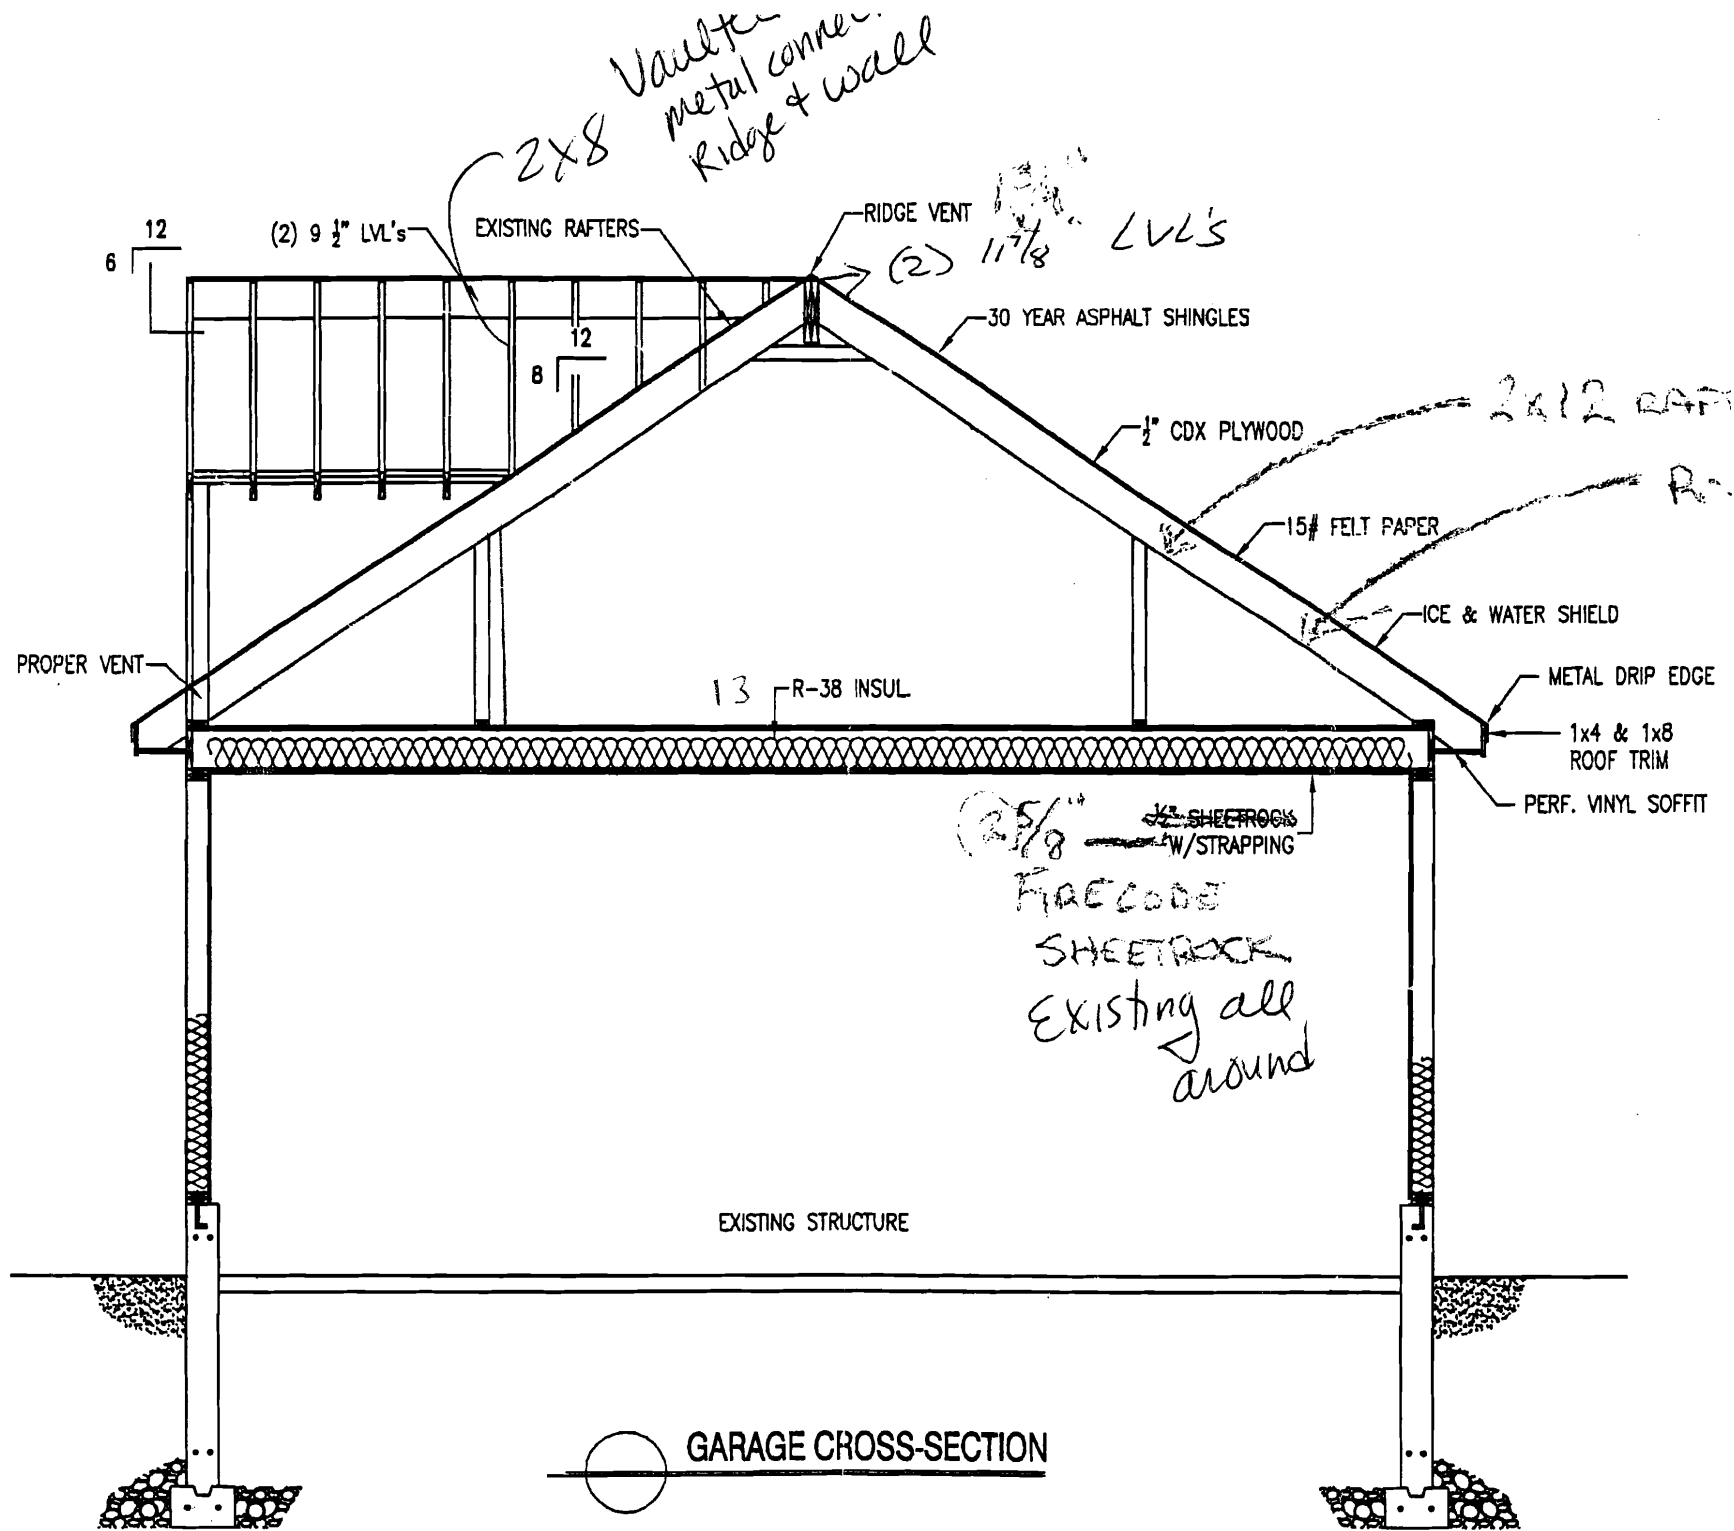 metal
Ridge & wall
2x8
12
6
(2) 9 ½" LVL's
EXISTING RAFTERS
RIDGE VENT
1¾"
(2) 11⅞" LVL's
30 YEAR ASPHALT SHINGLES
12
8
2x12
½" CDX PLYWOOD
15# FELT PAPER
ICE & WATER SHIELD
PROPER VENT
13
R-38 INSUL.
METAL DRIP EDGE
1x4 & 1x8
ROOF TRIM
PERF. VINYL SOFFIT
(2) 5/8"
½" SHEETROCK
W/STRAPPING
FIRECODE
SHEETROCK
Existing all
around
EXISTING STRUCTURE
GARAGE CROSS-SECTION